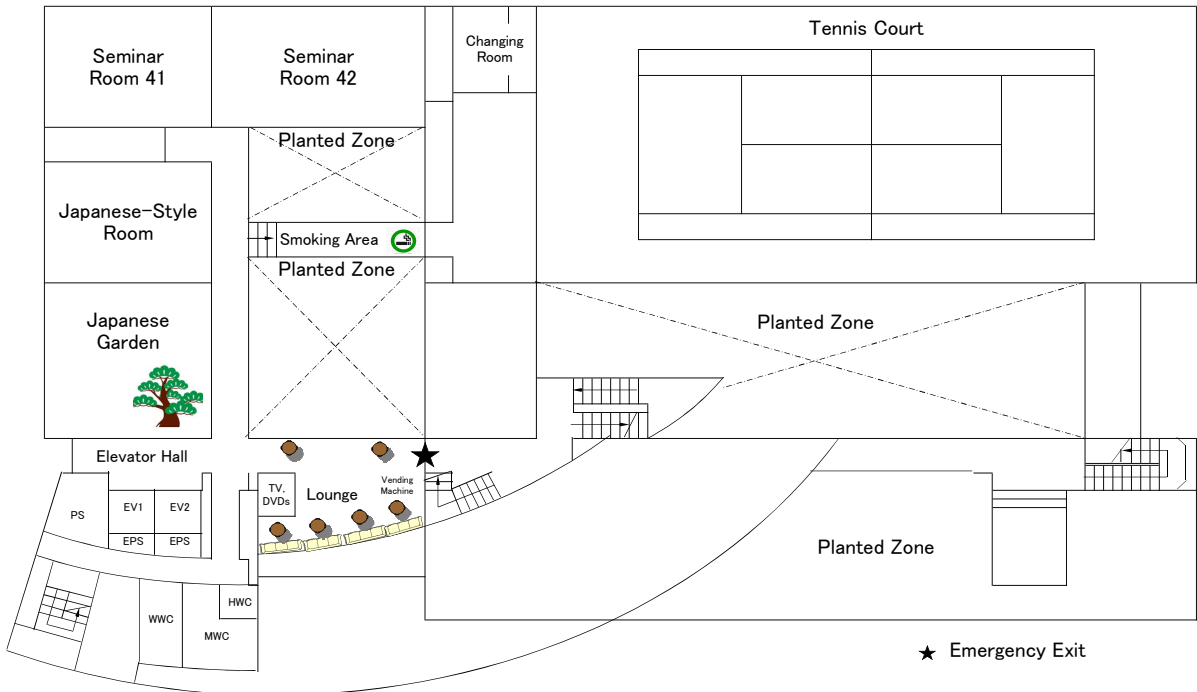 Tennis Court
Changing
Room
Seminar
Room 41
Seminar
Room 42
Planted Zone
Japanese-Style
Room
Smoking Area
Planted Zone
Japanese
Garden
Planted Zone
Elevator Hall
TV,
DVDs
Lounge
Vending
Machine
PS
EV1
EV2
EPS
EPS
Planted Zone
HWC
WWC
MWC
Emergency Exit